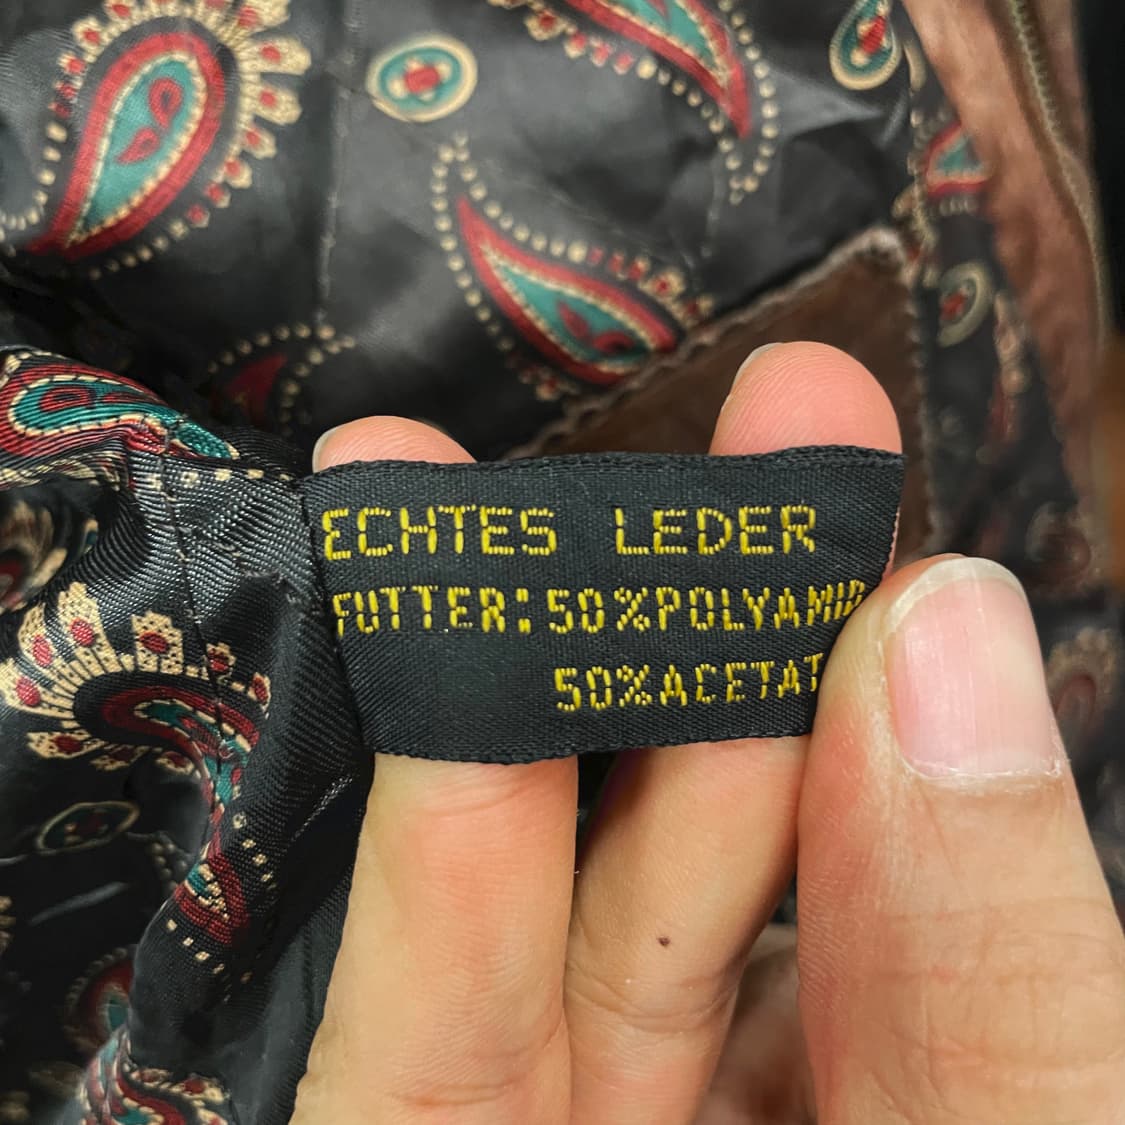 ECHTES LEDER
FUTTER: 50%POLYAMID
50%ACETAT